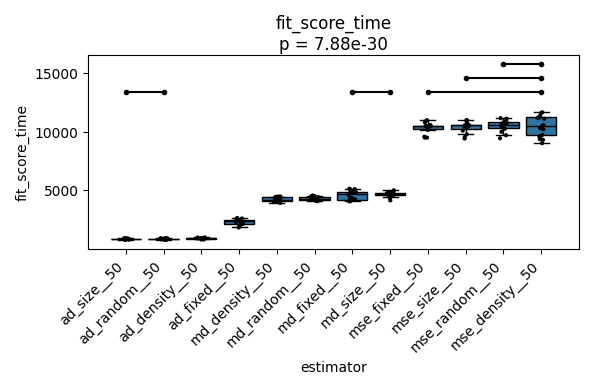 fit_score_time
p = 7.88e-30
fit_score_time
15000
10000
5000
ad_size__50
ad_random__50
ad_density__50
ad_fixed__50
md_density__50
md_random__50
md_fixed__50
md_size__50
mse_fixed__50
mse_size__50
mse_random__50
mse_density__50
estimator